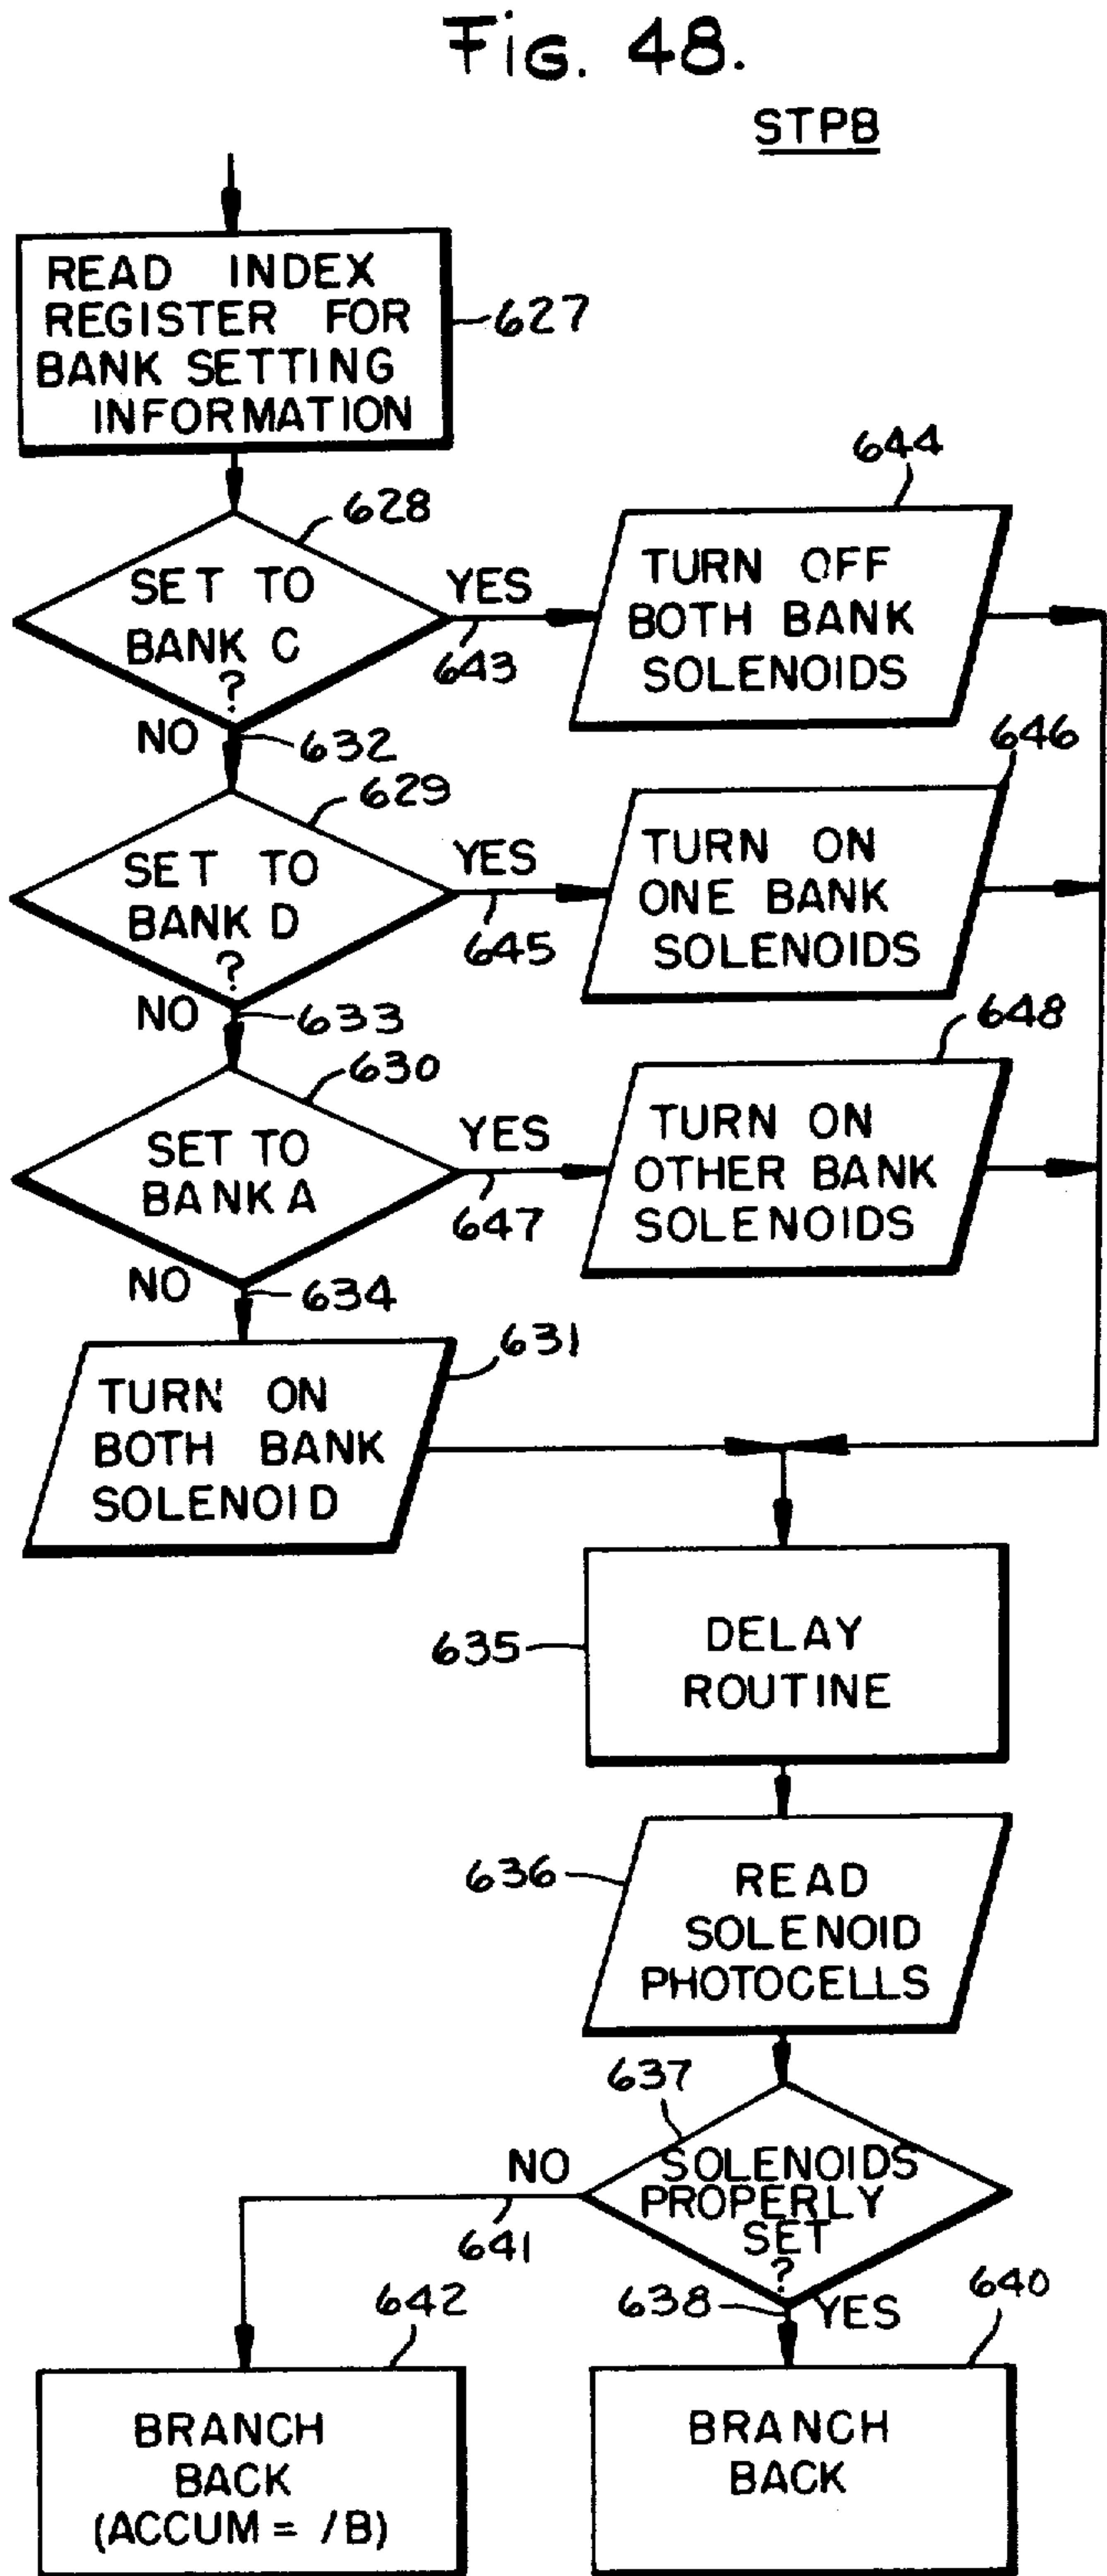 Fig. 48.
STPB
READ INDEX
REGISTER FOR
BANK SETTING
INFORMATION
627
628
SET TO
BANK C
?
YES
643
644
TURN OFF
BOTH BANK
SOLENOIDS
NO
632
629
SET TO
BANK D
?
YES
645
646
TURN ON
ONE BANK
SOLENOIDS
NO
633
630
SET TO
BANK A
YES
647
648
TURN ON
OTHER BANK
SOLENOIDS
NO
634
631
TURN ON
BOTH BANK
SOLENOID
635
DELAY
ROUTINE
636
READ
SOLENOID
PHOTOCELLS
637
SOLENOIDS
PROPERLY
SET
?
NO
641
638
YES
642
BRANCH
BACK
(ACCUM = /B)
640
BRANCH
BACK